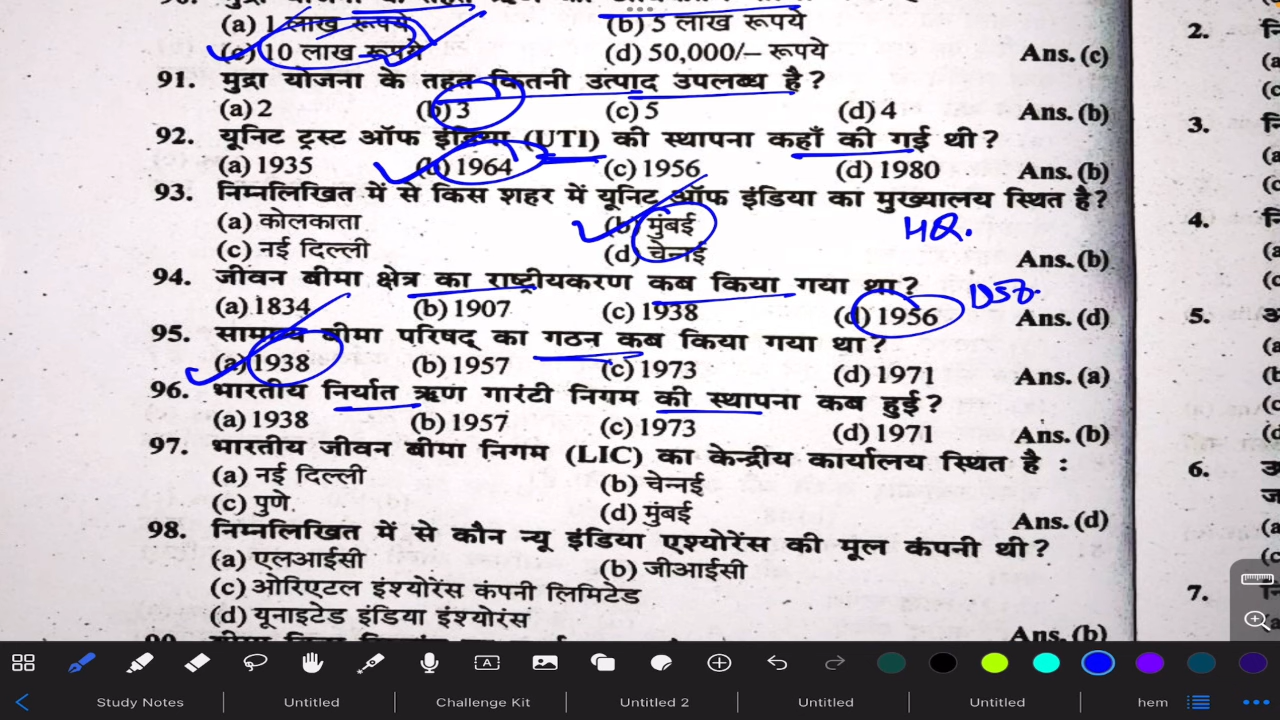 (a) 1 लाख रूपये (b) 5 लाख रूपये 2.
(c) 10 लाख रूपये (d) 50,000/– रूपये Ans. (c)
91. मुद्रा योजना के तहत कितनी उत्पाद उपलब्ध है?
(a) 2 (b) 3 (c) 5 (d) 4 Ans. (b) 3.
92. यूनिट ट्रस्ट ऑफ इंडिया (UTI) की स्थापना कहाँ की गई थी?
(a) 1935 (b) 1964 (c) 1956 (d) 1980 Ans. (b)
93. निम्नलिखित में से किस शहर में यूनिट ऑफ इंडिया का मुख्यालय स्थित है?
(a) कोलकाता (b) मुंबई HQ. 4.
(c) नई दिल्ली (d) चेन्नई Ans. (b)
94. जीवन बीमा क्षेत्र का राष्ट्रीयकरण कब किया गया था?
(a) 1834 (b) 1907 (c) 1938 (d) 1956 Ans. (d) 5.
95. सामान्य बीमा परिषद् का गठन कब किया गया था?
(a) 1938 (b) 1957 (c) 1973 (d) 1971 Ans. (a)
96. भारतीय निर्यात ऋण गारंटी निगम की स्थापना कब हुई?
(a) 1938 (b) 1957 (c) 1973 (d) 1971 Ans. (b)
97. भारतीय जीवन बीमा निगम (LIC) का केन्द्रीय कार्यालय स्थित है :
(a) नई दिल्ली (b) चेन्नई 6.
(c) पुणे. (d) मुंबई Ans. (d)
98. निम्नलिखित में से कौन न्यू इंडिया एश्योरेंस की मूल कंपनी थी?
(a) एलआईसी (b) जीआईसी
(c) ओरिएटल इंश्योरेंस कंपनी लिमिटेड 7.
(d) यूनाइटेड इंडिया इंश्योरंस
Ans. (b)
Study Notes Untitled Challenge Kit Untitled 2 Untitled Untitled hem